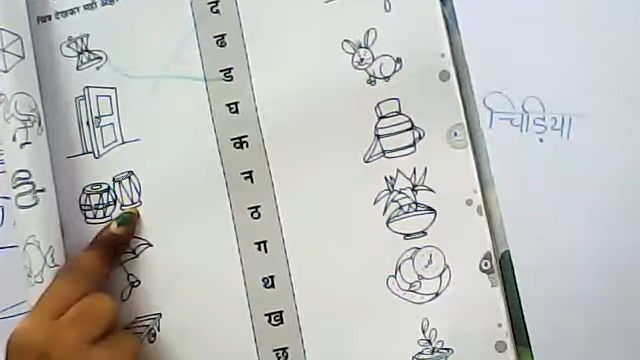 चित्र देखकर सही
द
ढ
ड
घ
क
न
ठ
ग
थ
ख
छ
चिड़िया